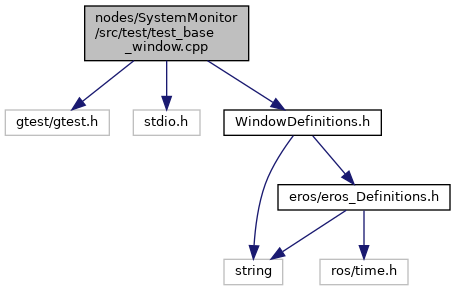 nodes/SystemMonitor
/src/test/test_base
_window.cpp
gtest/gtest.h
stdio.h
WindowDefinitions.h
eros/eros_Definitions.h
string
ros/time.h